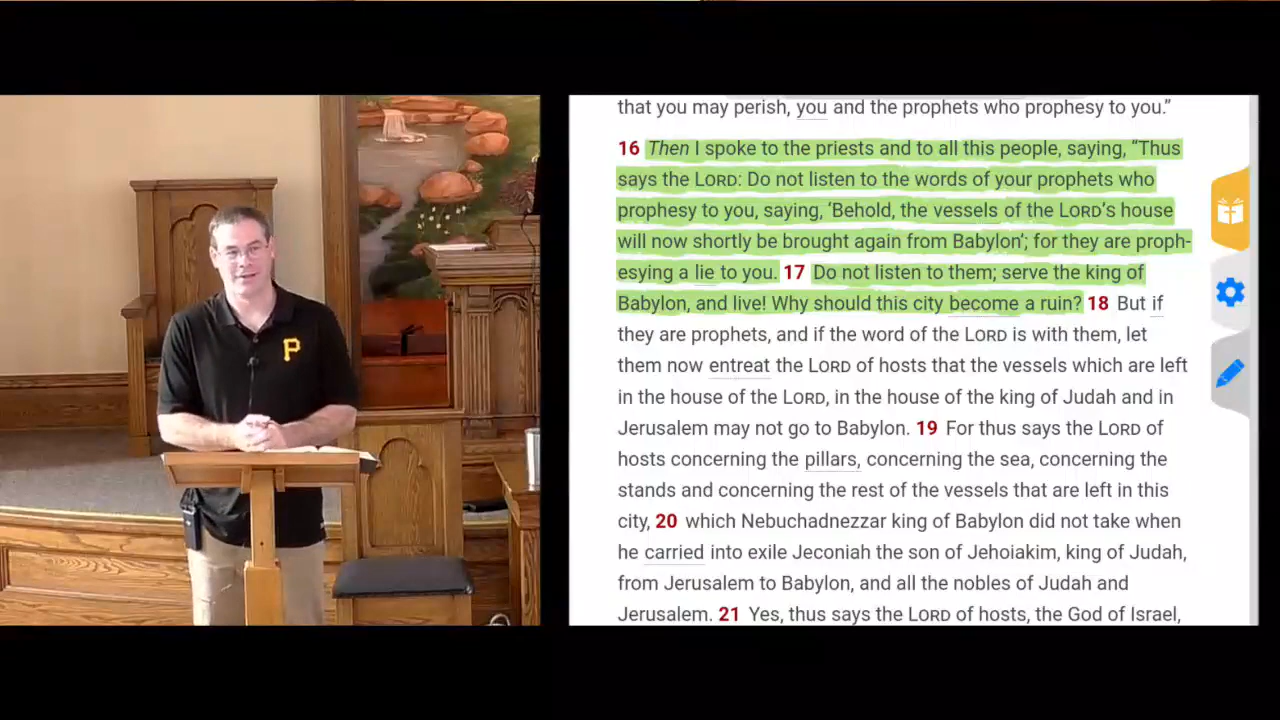 P
that you may perish, you and the prophets who prophesy to you.”
16 Then I spoke to the priests and to all this people, saying, “Thus
says the LORD: Do not listen to the words of your prophets who
prophesy to you, saying, ‘Behold, the vessels of the LORD’s house
will now shortly be brought again from Babylon’; for they are proph-
esying a lie to you. 17 Do not listen to them; serve the king of
Babylon, and live! Why should this city become a ruin? 18 But if
they are prophets, and if the word of the LORD is with them, let
them now entreat the LORD of hosts that the vessels which are left
in the house of the LORD, in the house of the king of Judah and in
Jerusalem may not go to Babylon. 19 For thus says the LORD of
hosts concerning the pillars, concerning the sea, concerning the
stands and concerning the rest of the vessels that are left in this
city, 20 which Nebuchadnezzar king of Babylon did not take when
he carried into exile Jeconiah the son of Jehoiakim, king of Judah,
from Jerusalem to Babylon, and all the nobles of Judah and
Jerusalem. 21 Yes, thus says the LORD of hosts, the God of Israel,